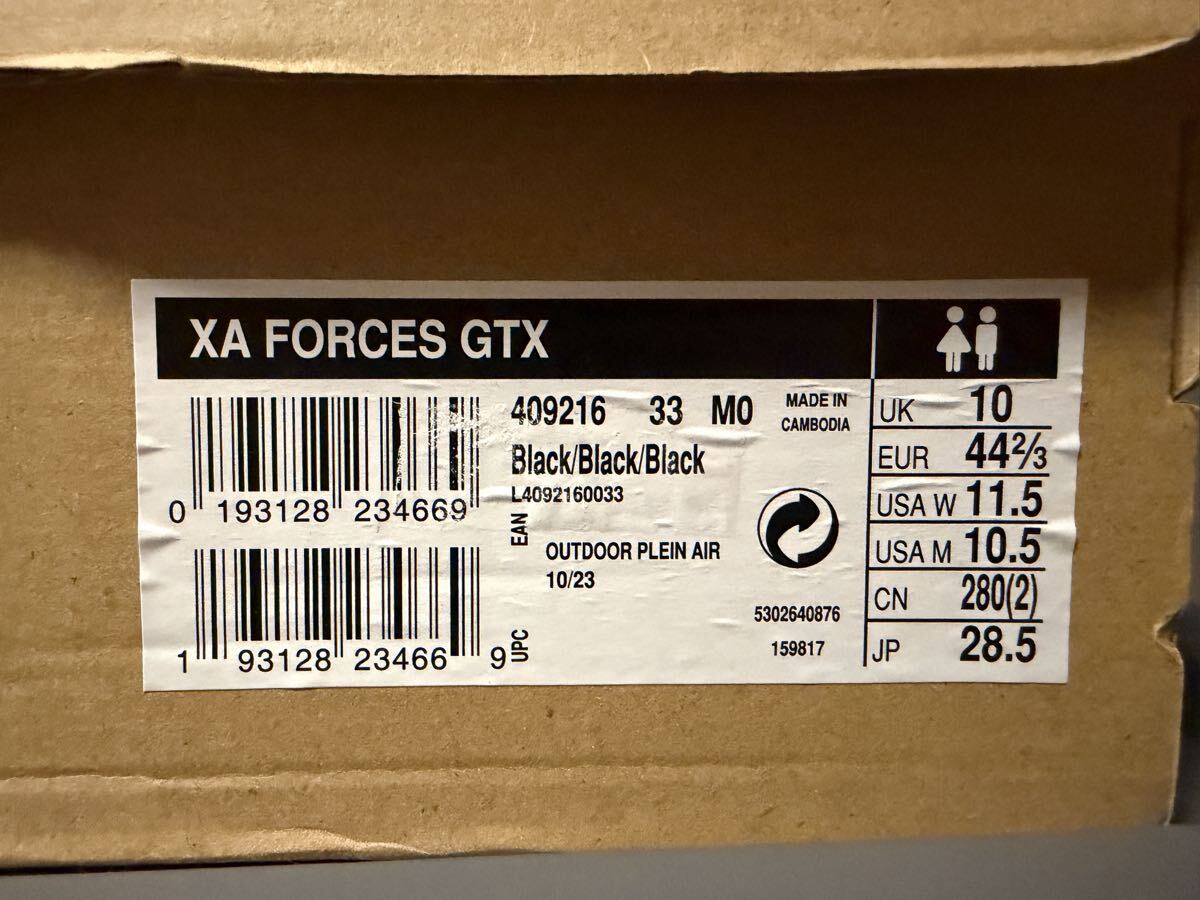 XA FORCES GTX
0 193128 234669
EAN
1 93128 23466 9
UPC
409216 33 M0
Black/Black/Black
L4092160033
OUTDOOR PLEIN AIR
10/23
MADE IN
CAMBODIA
5302640876
159817
UK 10
EUR 44⅔
USA W 11.5
USA M 10.5
CN 280(2)
JP 28.5